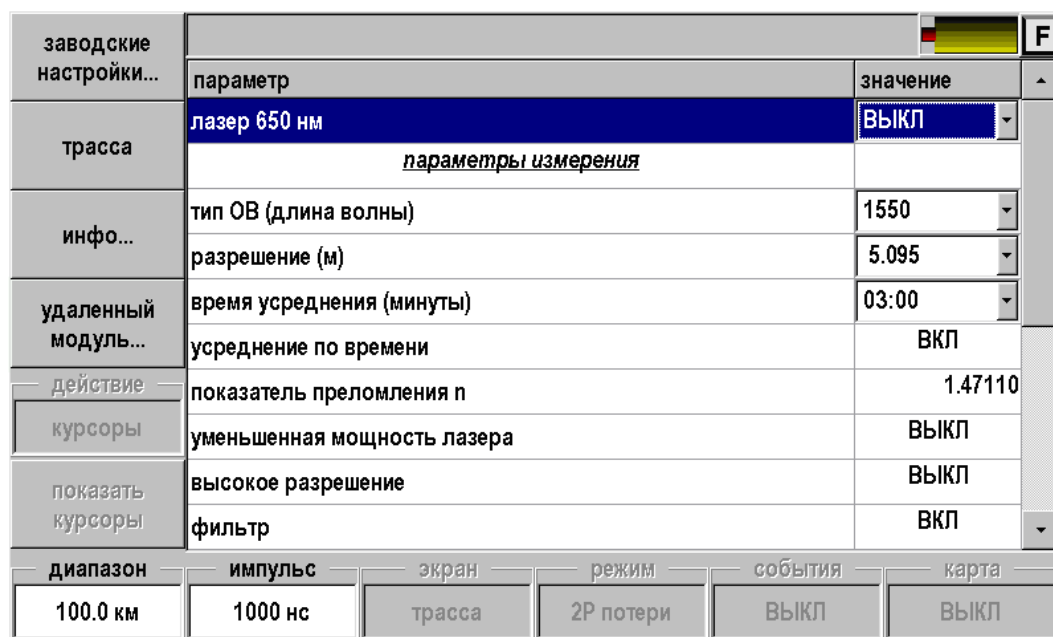 заводские
настройки...
F
параметр значение
лазер 650 нм ВЫКЛ
трасса
параметры измерения
тип ОВ (длина волны) 1550
инфо...
разрешение (м) 5.095
удаленный
модуль...
время усреднения (минуты) 03:00
усреднение по времени ВКЛ
действие
курсоры
показатель преломления n 1.47110
уменьшенная мощность лазера ВЫКЛ
показать
курсоры
высокое разрешение ВЫКЛ
фильтр ВКЛ
диапазон импульс экран режим события карта
100.0 км 1000 нс трасса 2P потери ВЫКЛ ВЫКЛ